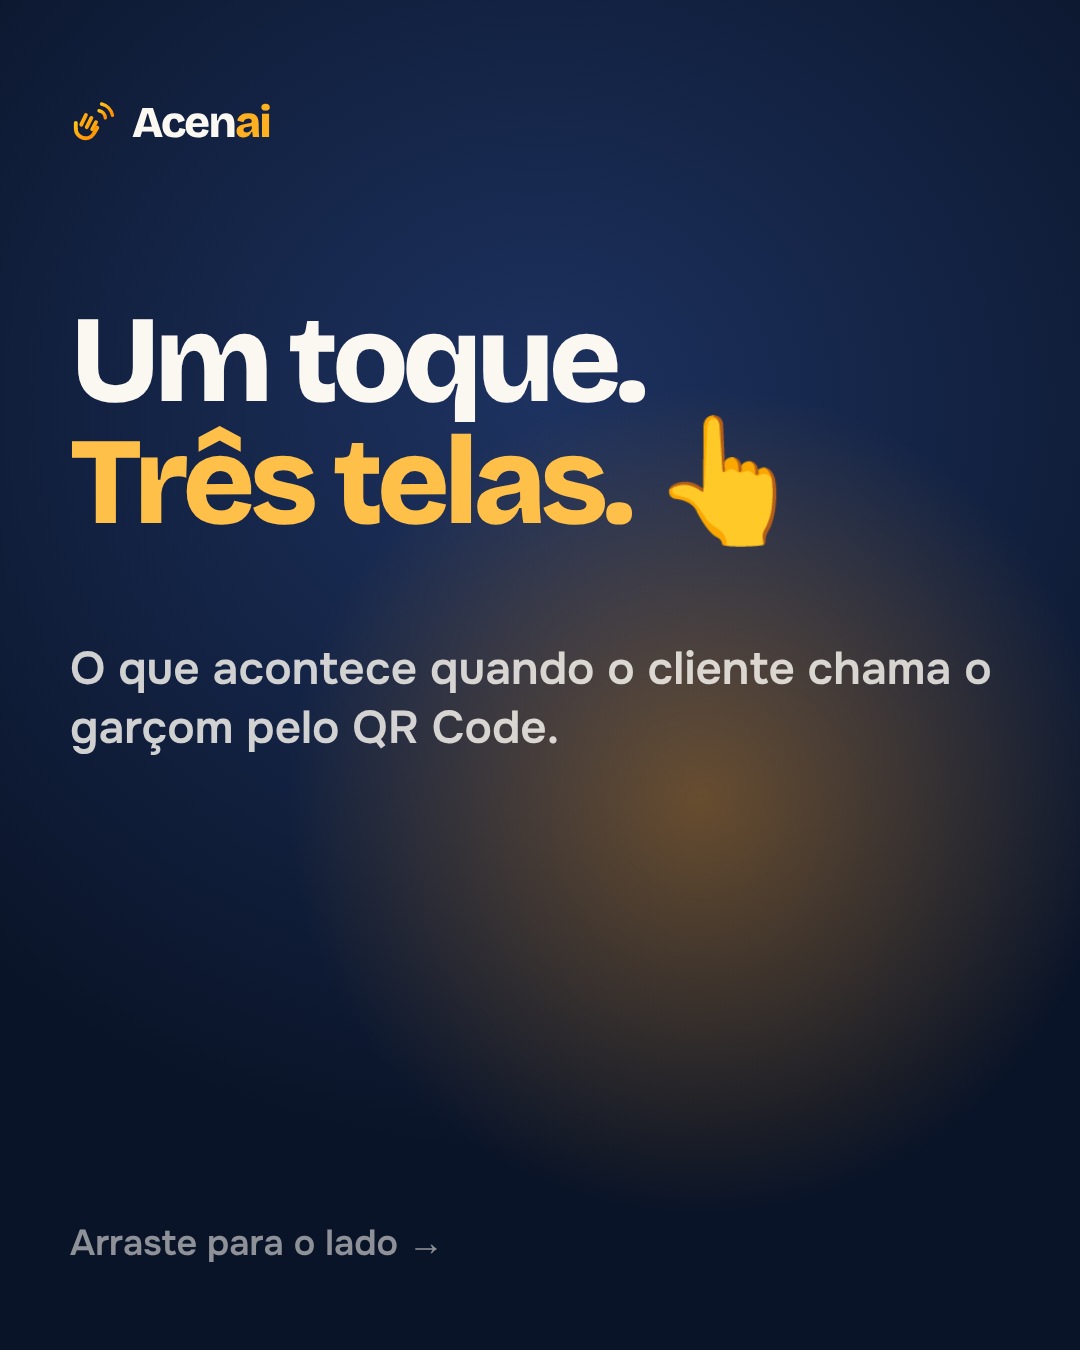 Acenai
Um toque.
Três telas. 👆
O que acontece quando o cliente chama o
garçom pelo QR Code.
Arraste para o lado →